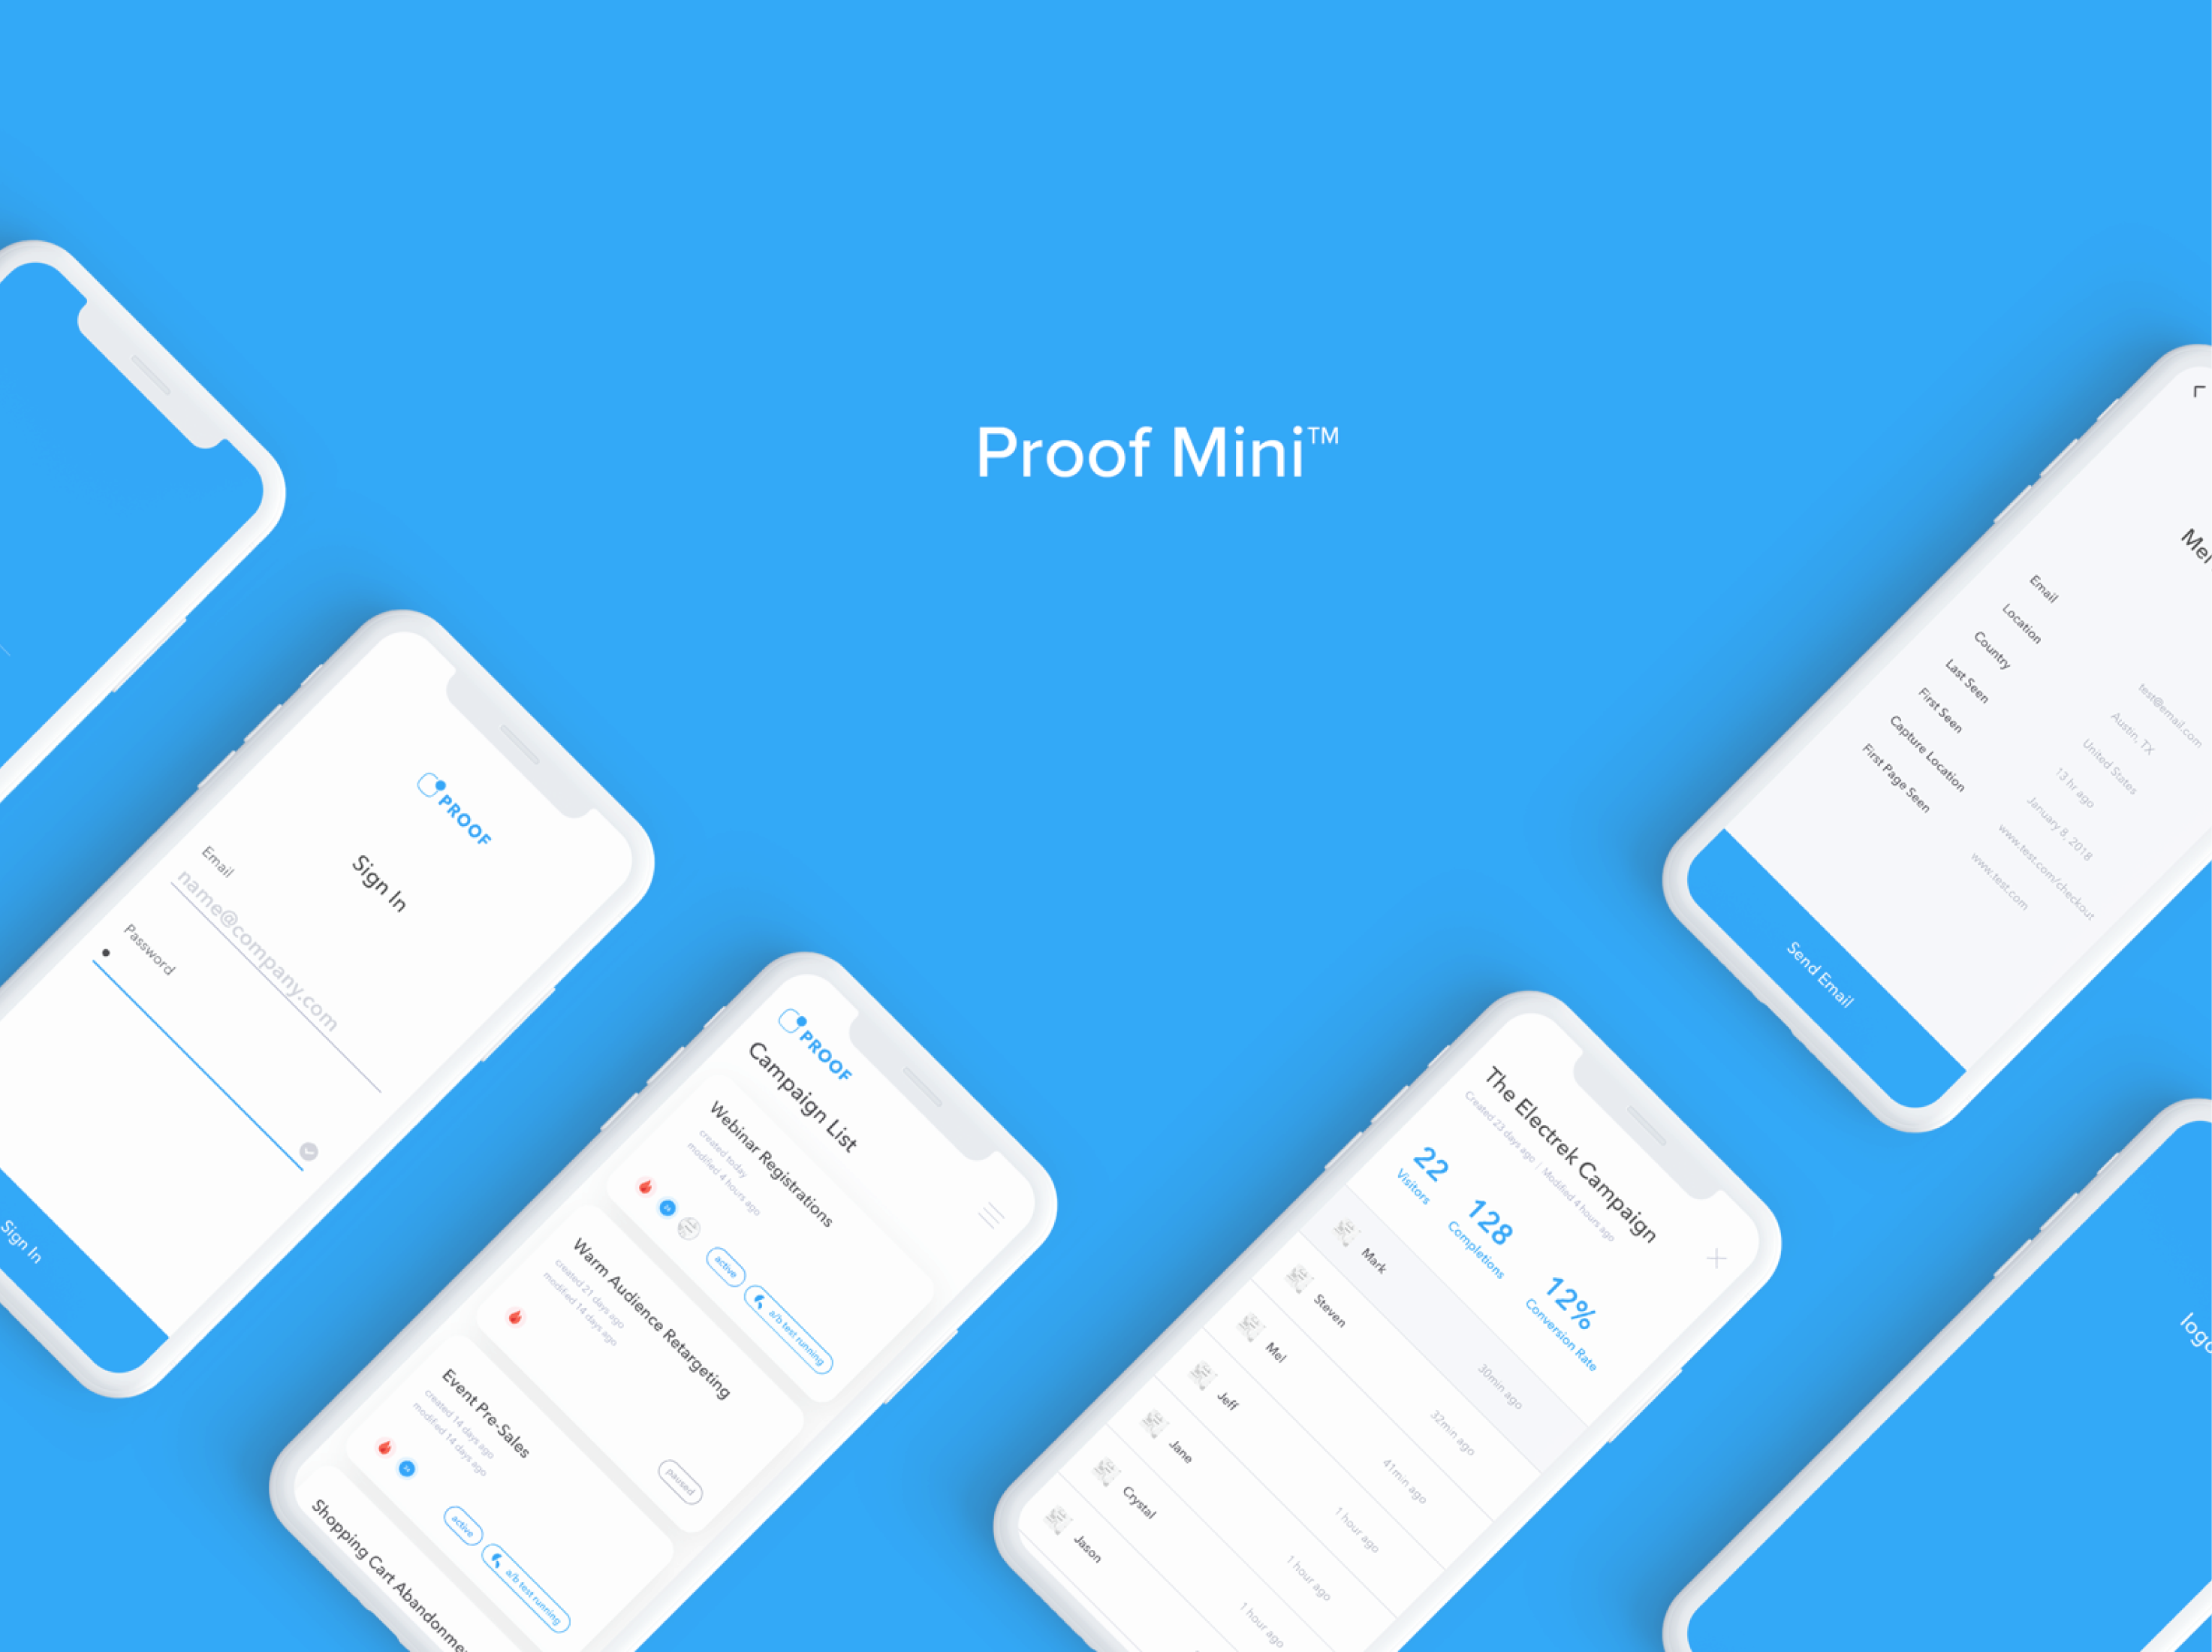 Proof Mini™
PROOF
Sign In
Email
name@company.com
Password
Sign In
PROOF
Campaign List
Webinar Registrations
created today
modified 4 hours ago
active
a/b test running
Warm Audience Retargeting
created 21 days ago
modified 14 days ago
paused
Event Pre-Sales
created 14 days ago
modified 14 days ago
active
a/b test running
Shopping Cart Abandonme
The Electrek Campaign
Created 23 days ago | Modified 4 hours ago
22
Visitors
128
Completions
12%
Conversion Rate
Mark 30min ago
Steven 32min ago
Mel 41min ago
Jeff 1 hour ago
Jane 1 hour ago
Crystal 1 hour ago
Jason
Mel
Email test@email.com
Location Austin, TX
Country United States
Last Seen 13 hr ago
First Seen January 8, 2018
Capture Location www.test.com/checkout
First Page Seen www.test.com
Send Email